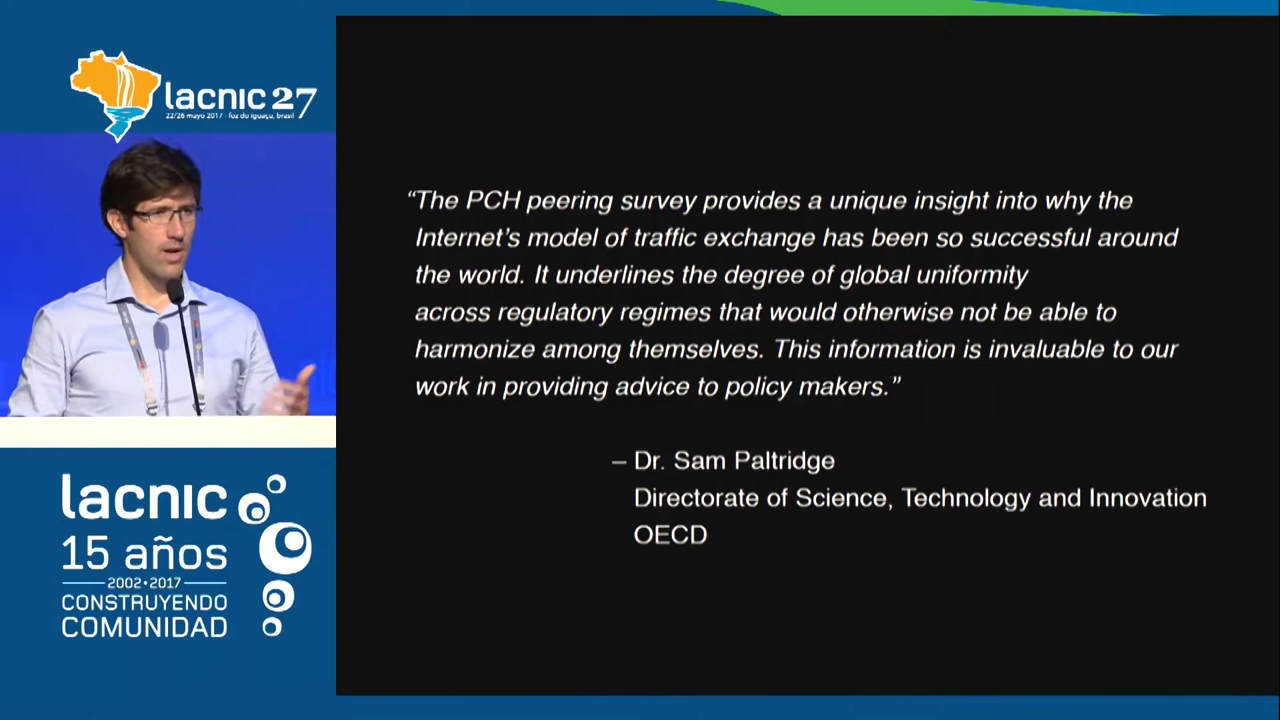 lacnic 27
22/26 mayo 2017 - foz do iguaçu, brasil
“The PCH peering survey provides a unique insight into why the
Internet’s model of traffic exchange has been so successful around
the world. It underlines the degree of global uniformity
across regulatory regimes that would otherwise not be able to
harmonize among themselves. This information is invaluable to our
work in providing advice to policy makers.”
– Dr. Sam Paltridge
Directorate of Science, Technology and Innovation
OECD
lacnic
15 años
2002•2017
CONSTRUYENDO
COMUNIDAD